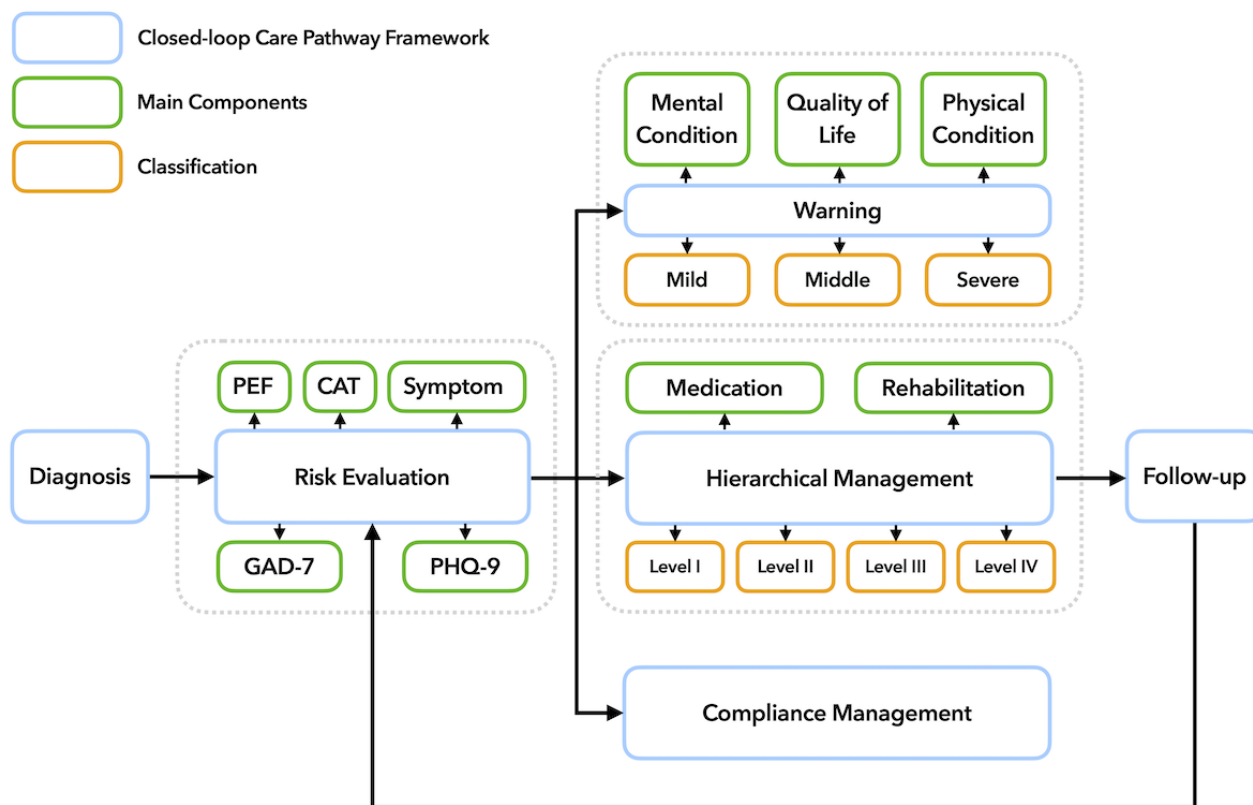 Closed-loop Care Pathway Framework
Main Components
Classification
Mental
Condition
Quality of
Life
Physical
Condition
Warning
Mild
Middle
Severe
PEF
CAT
Symptom
Medication
Rehabilitation
Diagnosis
Risk Evaluation
Hierarchical Management
Follow-up
GAD-7
PHQ-9
Level I
Level II
Level III
Level IV
Compliance Management